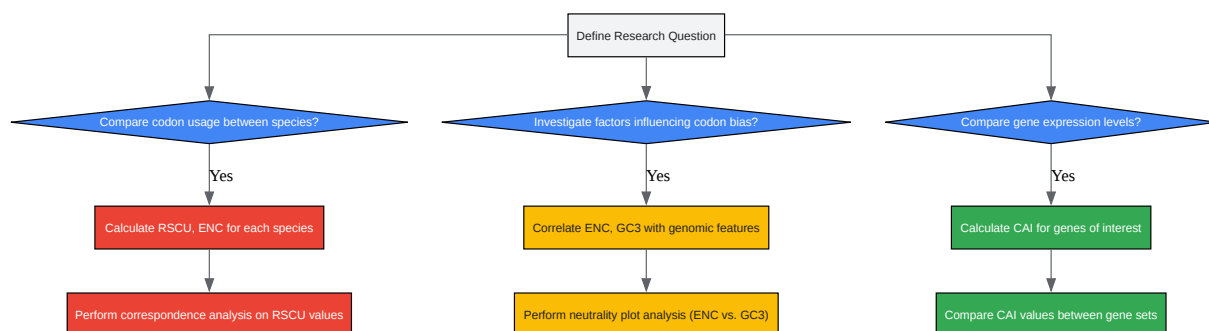 Define Research Question
Compare codon usage between species?
Investigate factors influencing codon bias?
Compare gene expression levels?
Yes
Yes
Yes
Calculate RSCU, ENC for each species
Correlate ENC, GC3 with genomic features
Calculate CAI for genes of interest
Perform correspondence analysis on RSCU values
Perform neutrality plot analysis (ENC vs. GC3)
Compare CAI values between gene sets